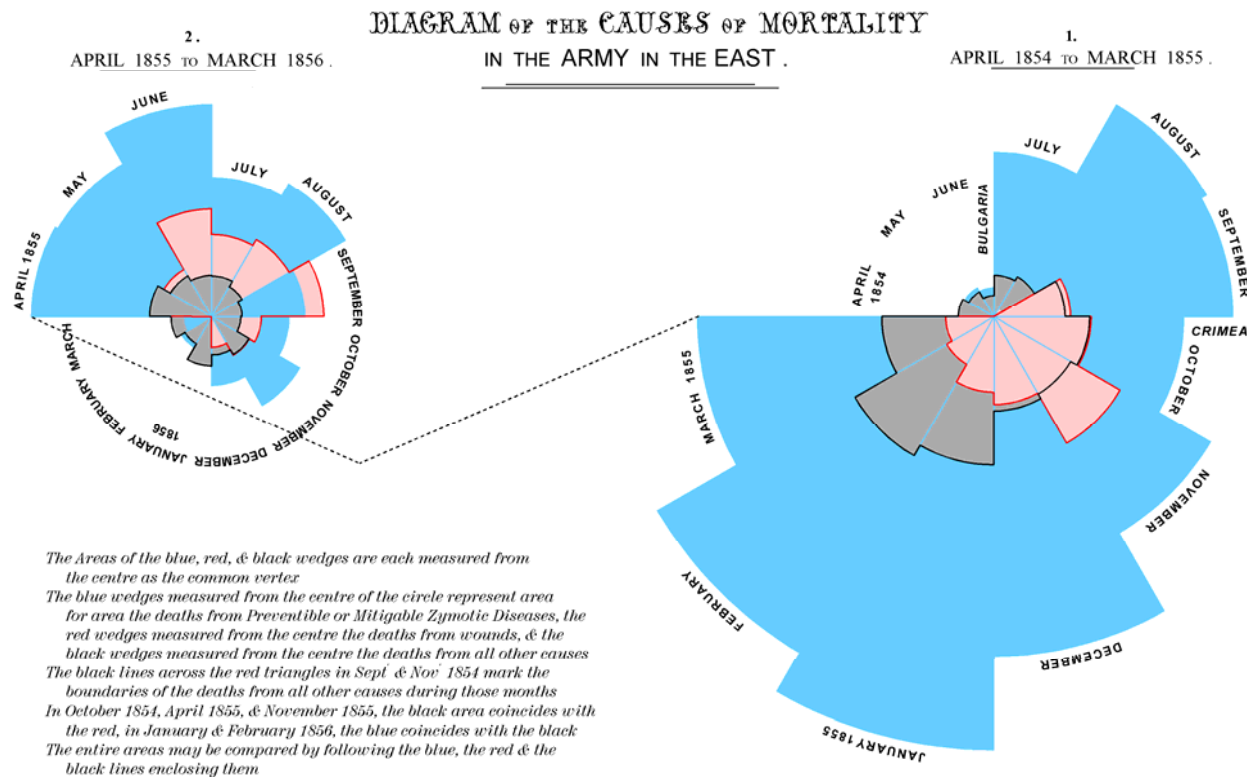 DIAGRAM OF THE CAUSES OF MORTALITY
IN THE ARMY IN THE EAST.
2.
APRIL 1855 TO MARCH 1856.
1.
APRIL 1854 TO MARCH 1855.
APRIL 1855
MAY
JUNE
JULY
AUGUST
SEPTEMBER
OCTOBER
NOVEMBER
DECEMBER
JANUARY
1856
FEBRUARY
MARCH
APRIL
1854
MAY
JUNE
BULGARIA
JULY
AUGUST
SEPTEMBER
CRIMEA
OCTOBER
NOVEMBER
DECEMBER
JANUARY 1855
FEBRUARY
MARCH 1855
The Areas of the blue, red, & black wedges are each measured from
the centre as the common vertex
The blue wedges measured from the centre of the circle represent area
for area the deaths from Preventible or Mitigable Zymotic Diseases, the
red wedges measured from the centre the deaths from wounds, & the
black wedges measured from the centre the deaths from all other causes
The black lines across the red triangles in Sept' & Nov' 1854 mark the
boundaries of the deaths from all other causes during those months
In October 1854, April 1855, & November 1855, the black area coincides with
the red, in January & February 1856, the blue coincides with the black
The entire areas may be compared by following the blue, the red & the
black lines enclosing them